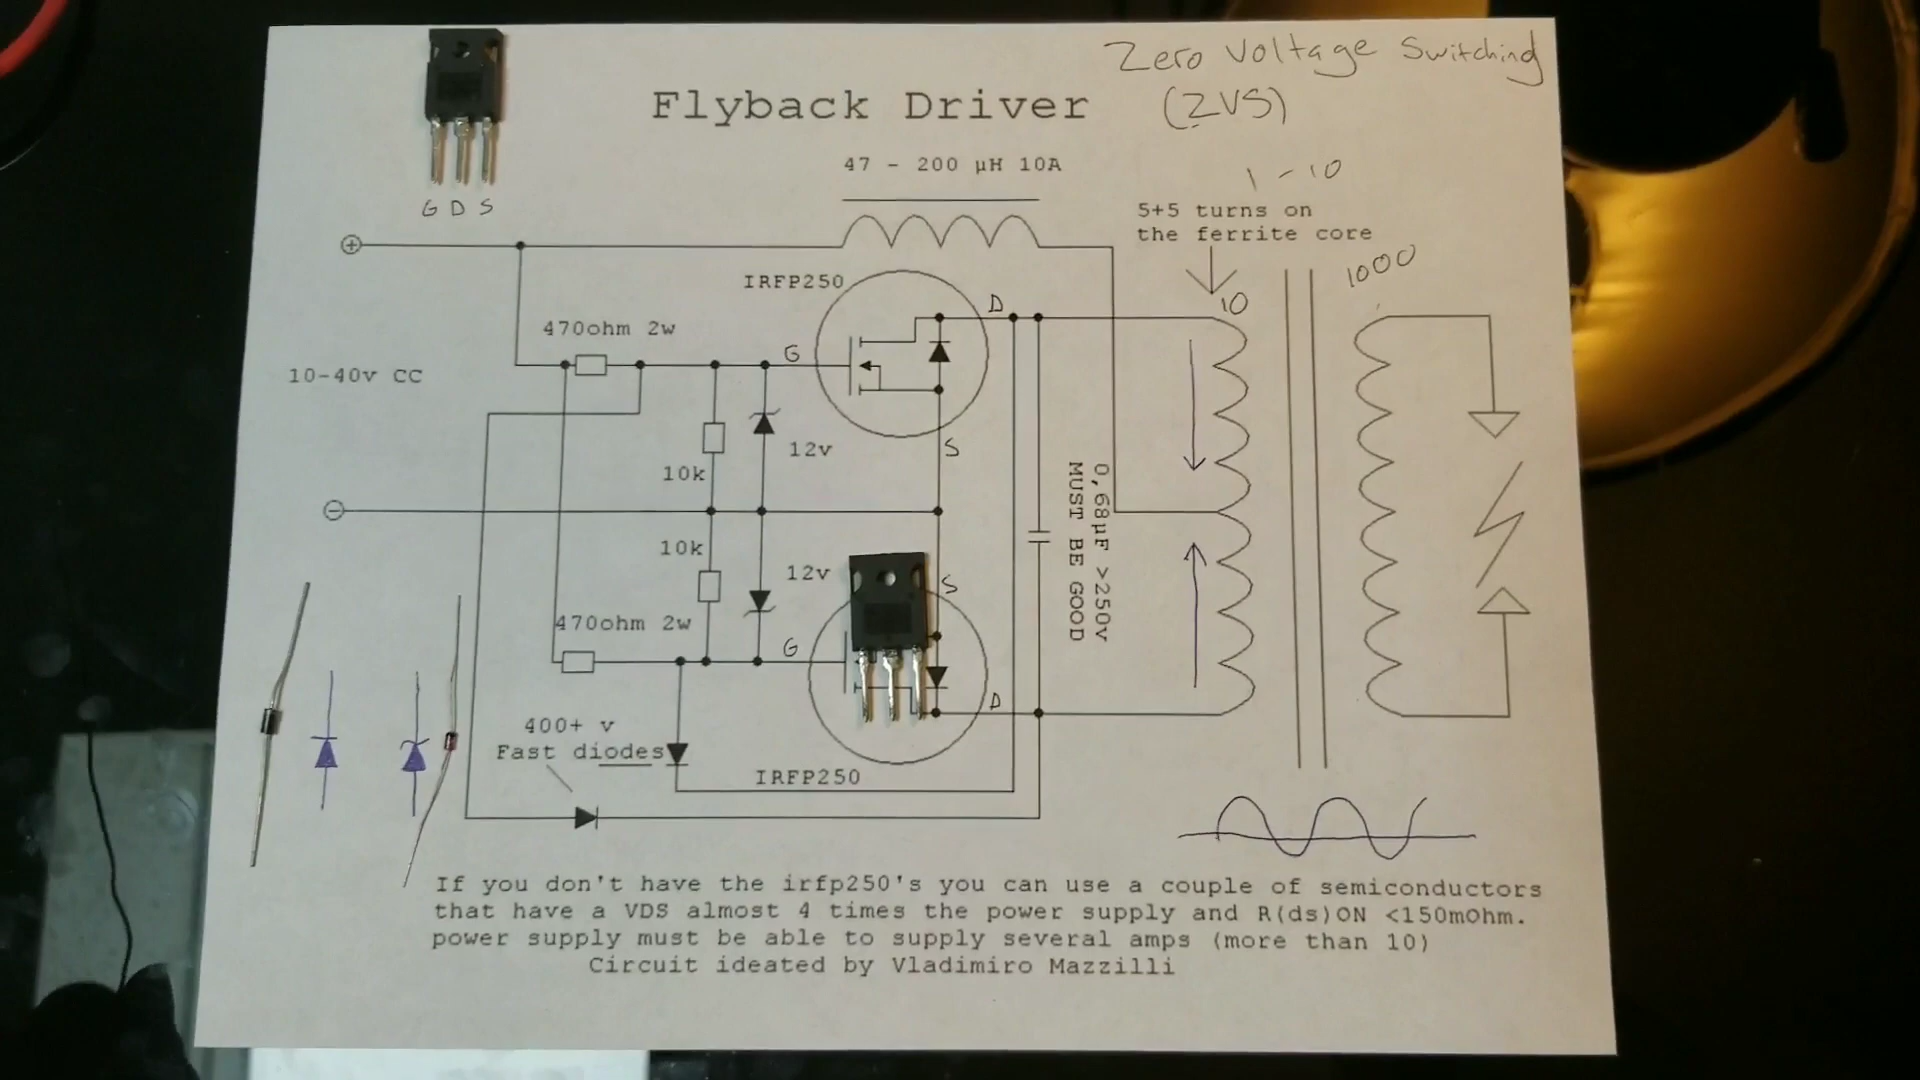 Zero Voltage Switching
(ZVS)
Flyback Driver
47 - 200 µH 10A
1 - 10
5+5 turns on
the ferrite core
G D S
1000
10
IRFP250
D
470ohm 2w
G
10-40v CC
12v
S
10k
0,68µF >250v
MUST BE GOOD
10k
12v
S
470ohm 2w
G
D
400+ v
Fast diodes
IRFP250
If you don't have the irfp250's you can use a couple of semiconductors
that have a VDS almost 4 times the power supply and R(ds)ON <150mOhm.
power supply must be able to supply several amps (more than 10)
Circuit ideated by Vladimiro Mazzilli